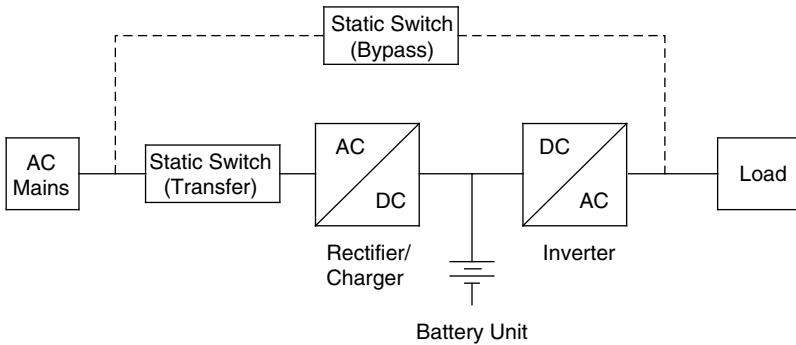 Static Switch
(Bypass)
AC
Mains
Static Switch
(Transfer)
AC
DC
DC
AC
Load
Rectifier/
Charger
Inverter
Battery Unit